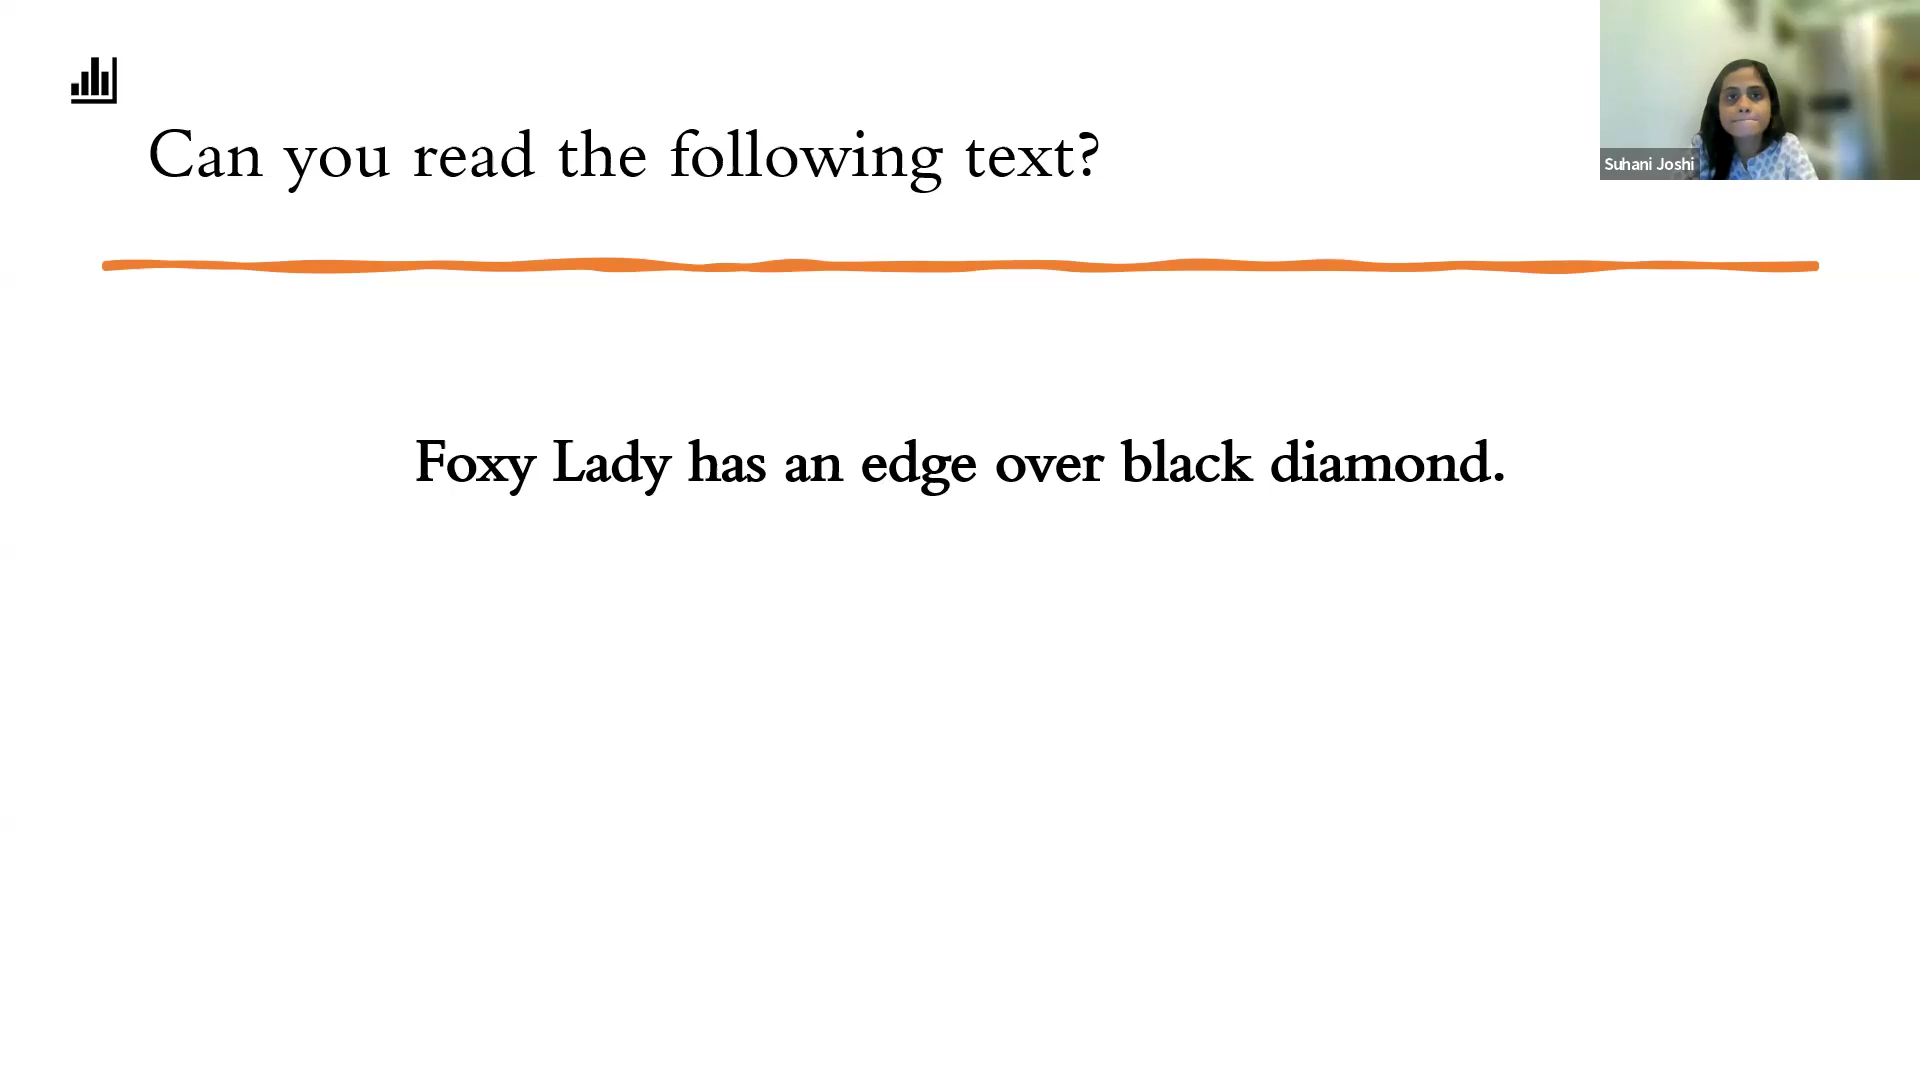 Can you read the following text?
Suhani Joshi
Foxy Lady has an edge over black diamond.